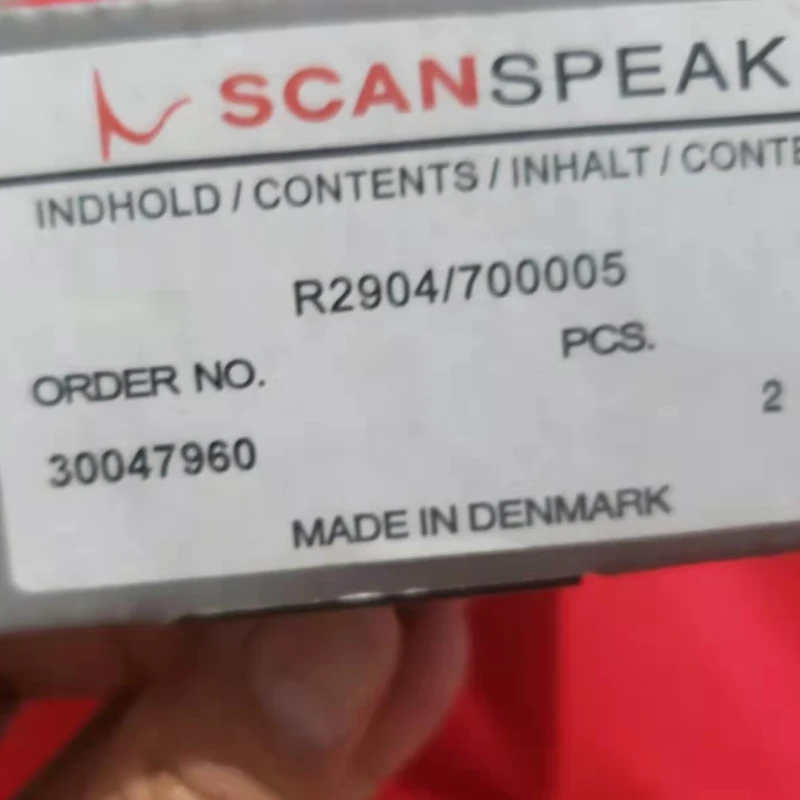 SCANSPEAK
INDHOLD / CONTENTS / INHALT / CONTE
R2904/700005
PCS.
ORDER NO.
2
30047960
MADE IN DENMARK